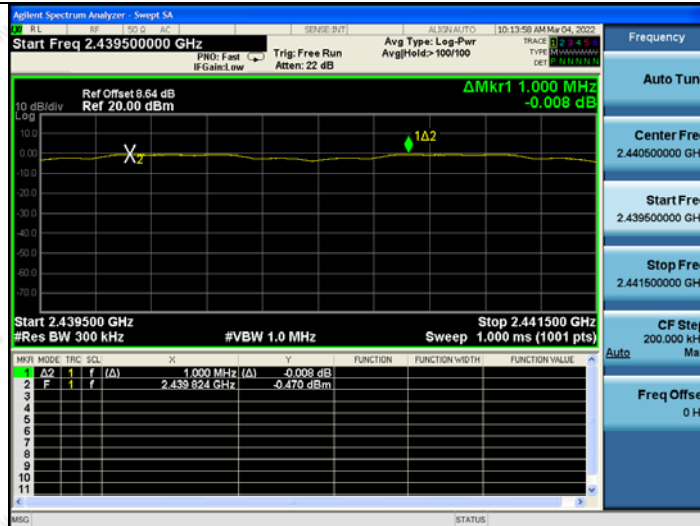 Agilent Spectrum Analyzer - Swept SA
RL RF 50 Ω AC SENSE:INT ALIGN AUTO 10:13:58 AM Mar 04, 2022
Start Freq 2.439500000 GHz
PNO: Fast
IFGain:Low
Trig: Free Run
Atten: 22 dB
Avg Type: Log-Pwr
Avg|Hold:> 100/100
TRACE 1 2 3 4 5 6
TYPE M
DET P N N N N N
Ref Offset 8.64 dB
Ref 20.00 dBm
10 dB/div
Log
ΔMkr1 1.000 MHz
-0.008 dB
10.0
0.00
-10.0
-20.0
-30.0
-40.0
-50.0
-60.0
-70.0
X2
1Δ2
Start 2.439500 GHz
Stop 2.441500 GHz
#Res BW 300 kHz #VBW 1.0 MHz Sweep 1.000 ms (1001 pts)
MKR MODE TRC SCL X Y FUNCTION FUNCTION WIDTH FUNCTION VALUE
1 Δ2 1 f (Δ) 1.000 MHz (Δ) -0.008 dB
2 F 1 f 2.439 824 GHz -0.470 dBm
3
4
5
6
7
8
9
10
11
MSG STATUS
Frequency
Auto Tun
Center Fre
2.440500000 GH
Start Fre
2.439500000 GH
Stop Fre
2.441500000 GH
CF Step
200.000 kH
Auto Ma
Freq Offse
0 H